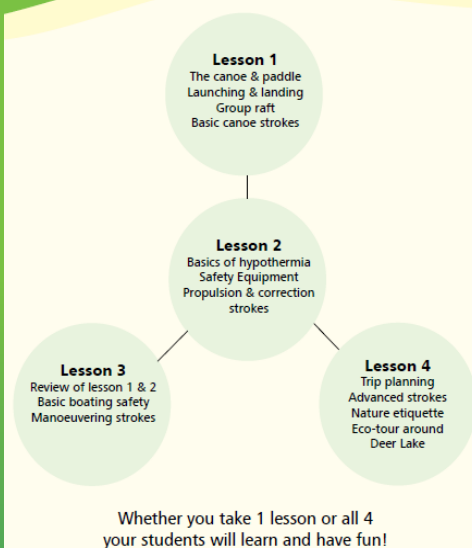 Lesson 1
The canoe & paddle
Launching & landing
Group raft
Basic canoe strokes
Lesson 2
Basics of hypothermia
Safety Equipment
Propulsion & correction
strokes
Lesson 3
Review of lesson 1 & 2
Basic boating safety
Manoeuvering strokes
Lesson 4
Trip planning
Advanced strokes
Nature etiquette
Eco-tour around
Deer Lake
Whether you take 1 lesson or all 4
your students will learn and have fun!